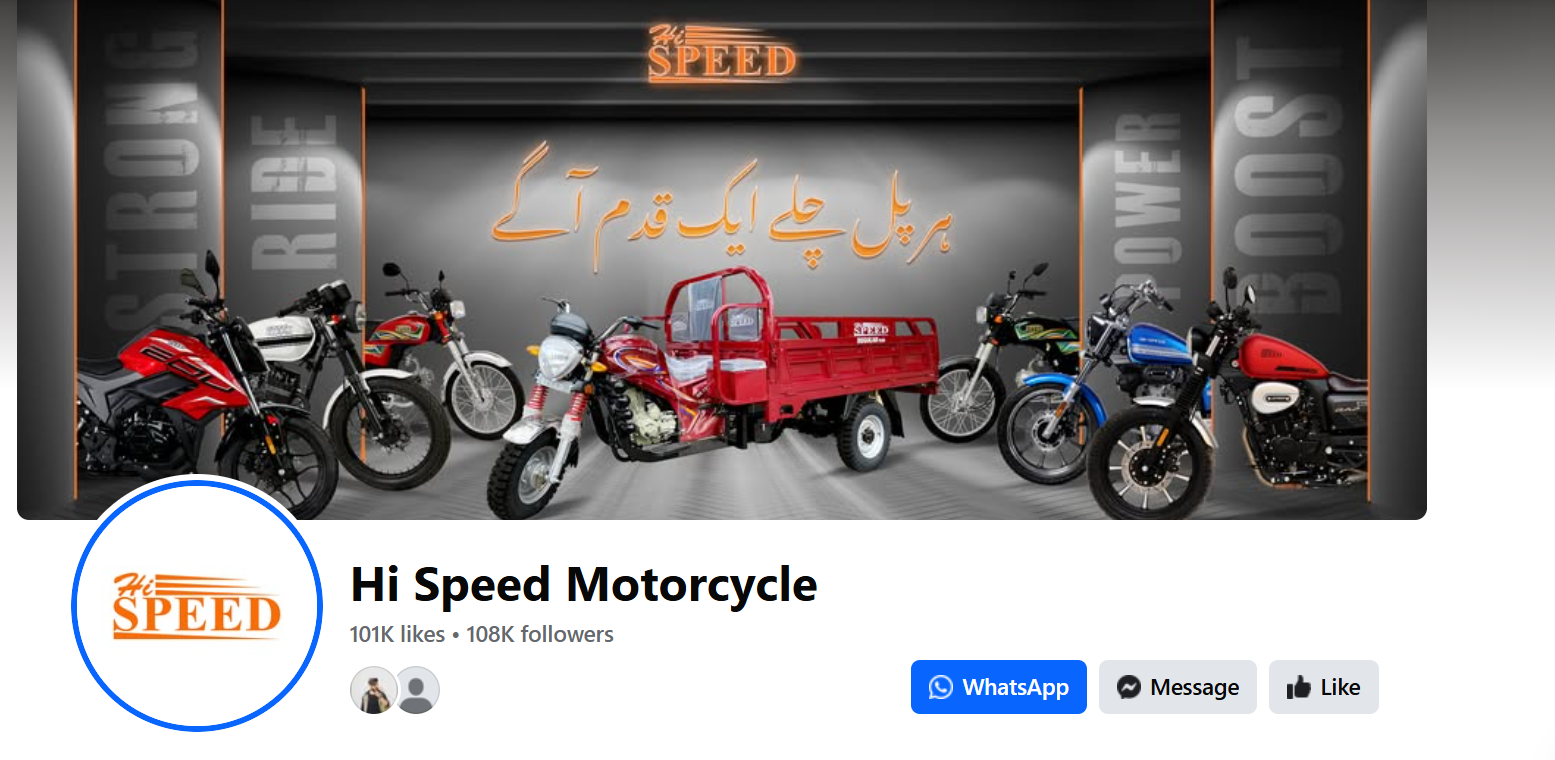 Hi
SPEED
STRONG
RIDE
POWER
BOOST
ہر پل چلے ایک قدم آگے
SPEED
Hi
SPEED
Hi Speed Motorcycle
101K likes • 108K followers
WhatsApp
Message
Like